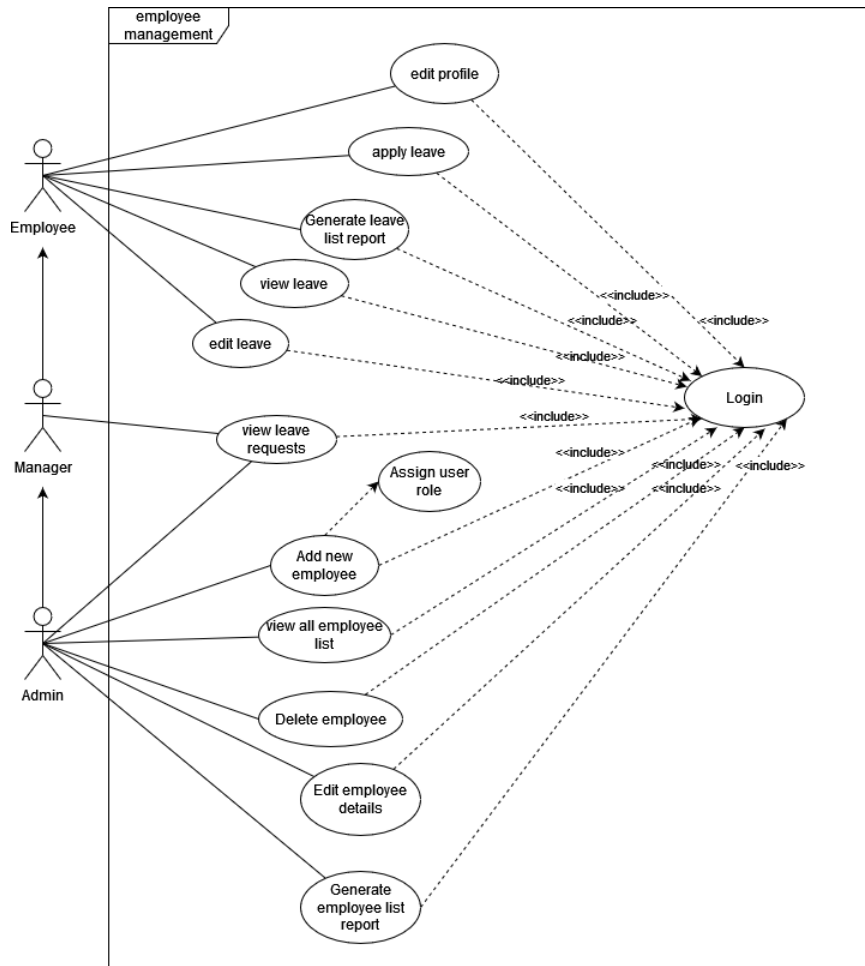 employee
management
edit profile
apply leave
Employee
Generate leave
list report
view leave
<<include>>
<<include>>
<<include>>
edit leave
<<include>>
<<include>>
Login
view leave
requests
<<include>>
Manager
<<include>>
Assign user
role
<<include>>
<<include>>
<<include>>
<<include>>
Add new
employee
view all employee
list
Admin
Delete employee
Edit employee
details
Generate
employee list
report